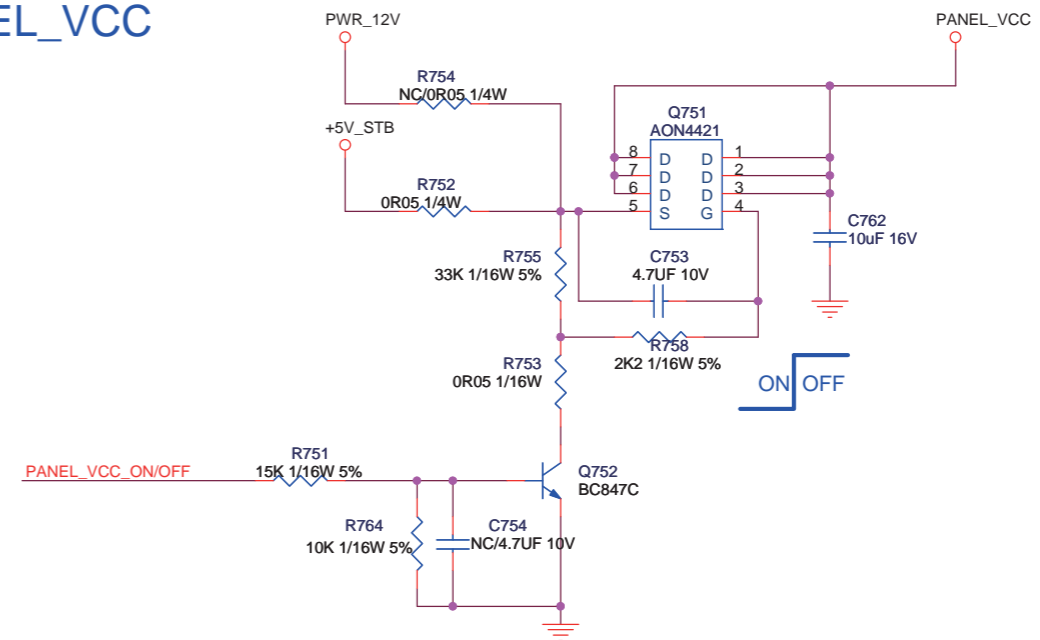 EL_VCC
PWR_12V
PANEL_VCC
R754
NC/0R05 1/4W
+5V_STB
Q751
AON4421
R752
0R05 1/4W
8 D D 1
7 D D 2
6 D D 3
5 S G 4
C762
10uF 16V
R755
33K 1/16W 5%
C753
4.7UF 10V
R758
2K2 1/16W 5%
R753
0R05 1/16W
ON OFF
R751
15K 1/16W 5%
PANEL_VCC_ON/OFF
Q752
BC847C
R764
10K 1/16W 5%
C754
NC/4.7UF 10V